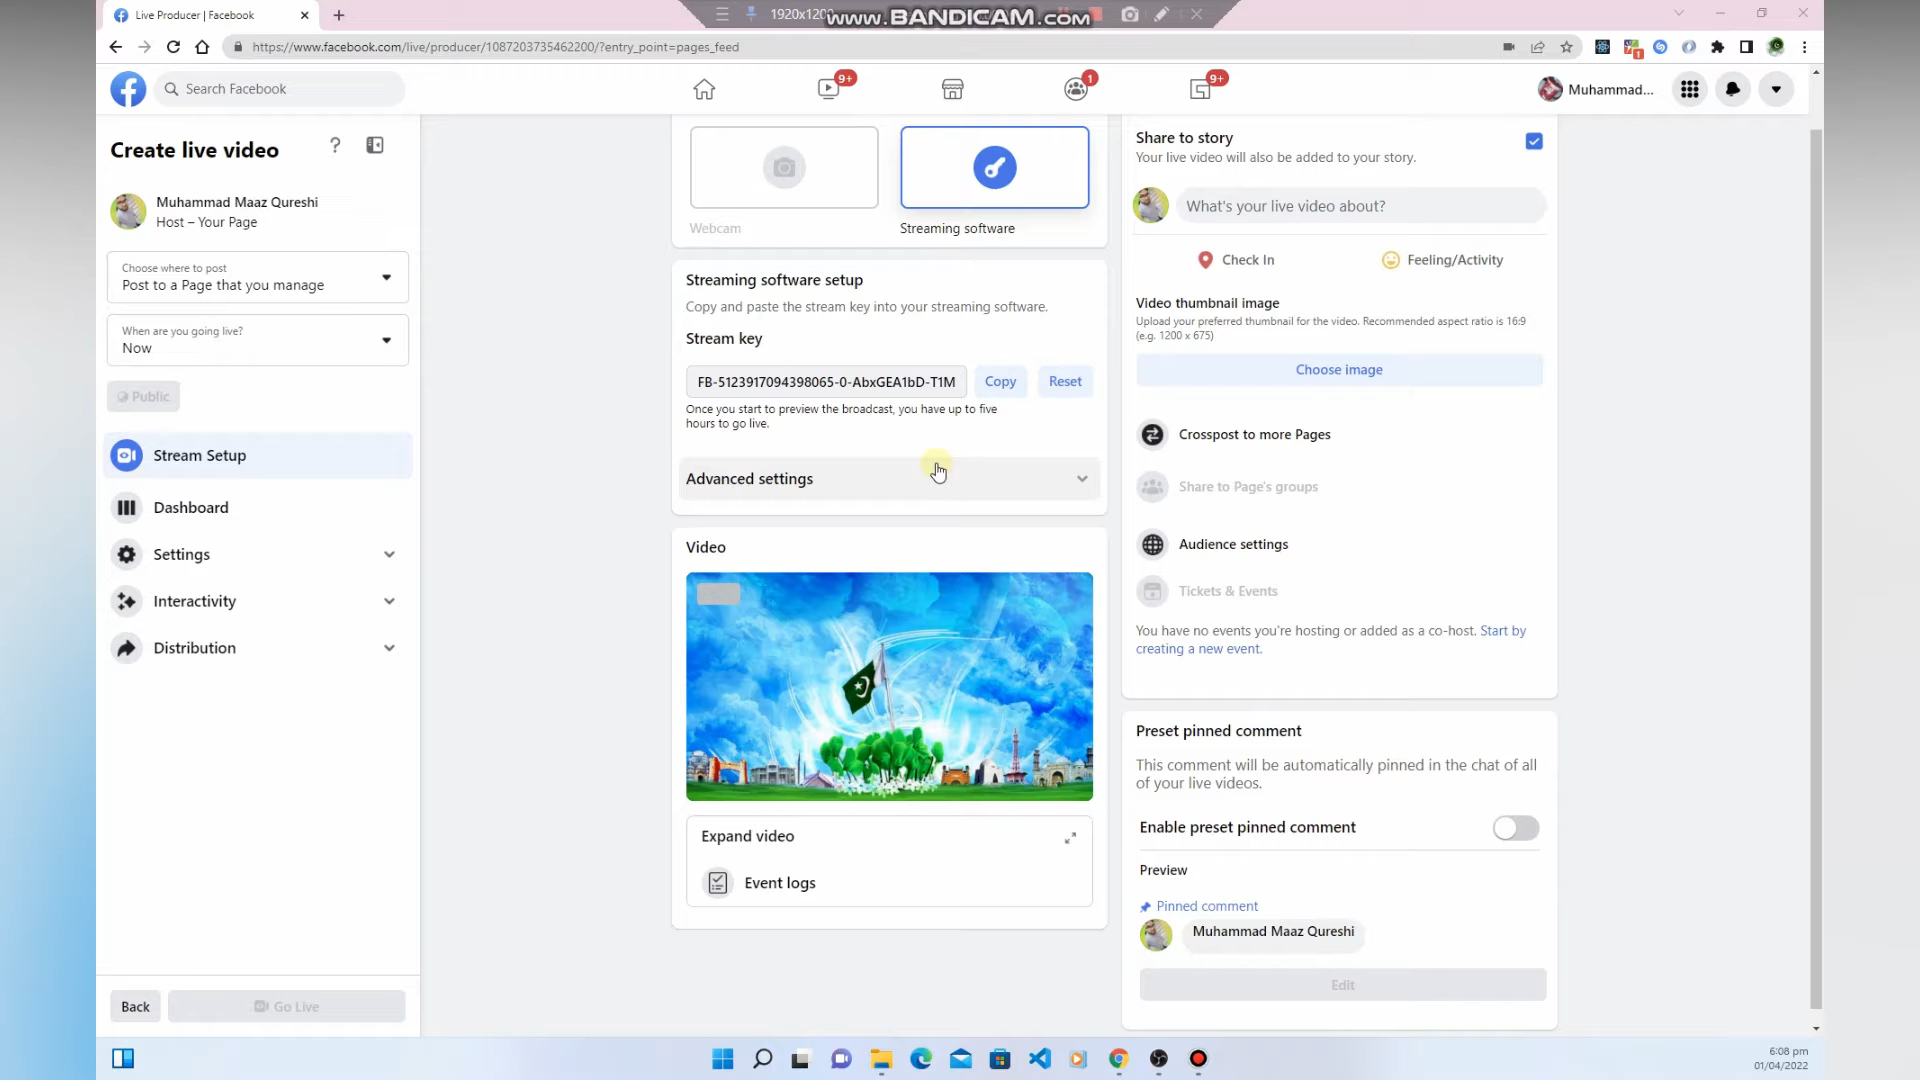 Live Producer | Facebook
1920x1200
www.BANDICAM.com
https://www.facebook.com/live/producer/1087203735462200/?entry_point=pages_feed
Search Facebook
9+
1
9+
Muhammad...
Create live video
Muhammad Maaz Qureshi
Host – Your Page
Choose where to post
Post to a Page that you manage
When are you going live?
Now
Public
Stream Setup
Dashboard
Settings
Interactivity
Distribution
Back
Go Live
Webcam
Streaming software
Streaming software setup
Copy and paste the stream key into your streaming software.
Stream key
FB-5123917094398065-0-AbxGEA1bD-T1M
Copy
Reset
Once you start to preview the broadcast, you have up to five
hours to go live.
Advanced settings
Video
Expand video
Event logs
Share to story
Your live video will also be added to your story.
What's your live video about?
Check In
Feeling/Activity
Video thumbnail image
Upload your preferred thumbnail for the video. Recommended aspect ratio is 16:9
(e.g. 1200 x 675)
Choose image
Crosspost to more Pages
Share to Page's groups
Audience settings
Tickets & Events
You have no events you're hosting or added as a co-host. Start by
creating a new event.
Preset pinned comment
This comment will be automatically pinned in the chat of all
of your live videos.
Enable preset pinned comment
Preview
Pinned comment
Muhammad Maaz Qureshi
Edit
6:08 pm
01/04/2022